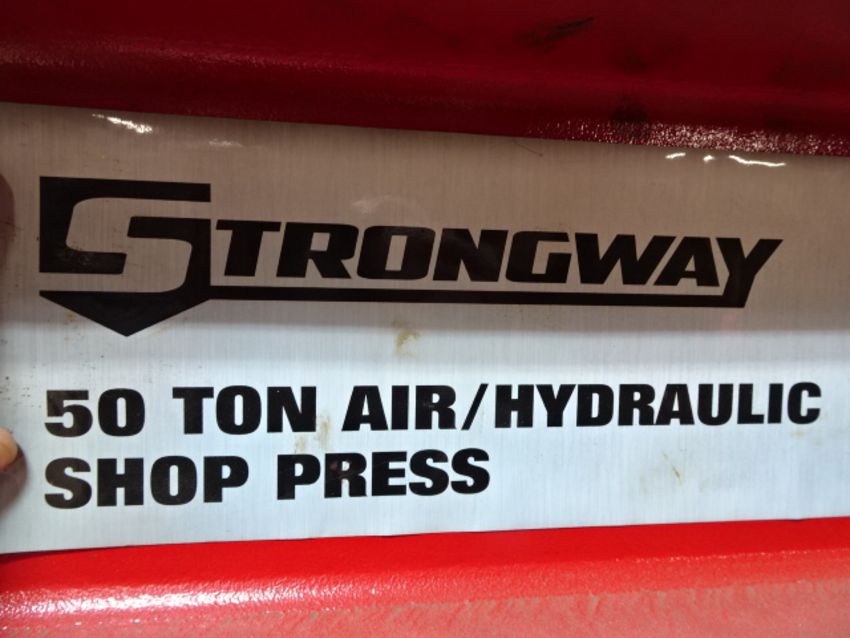 STRONGWAY
50 TON AIR/HYDRAULIC
SHOP PRESS